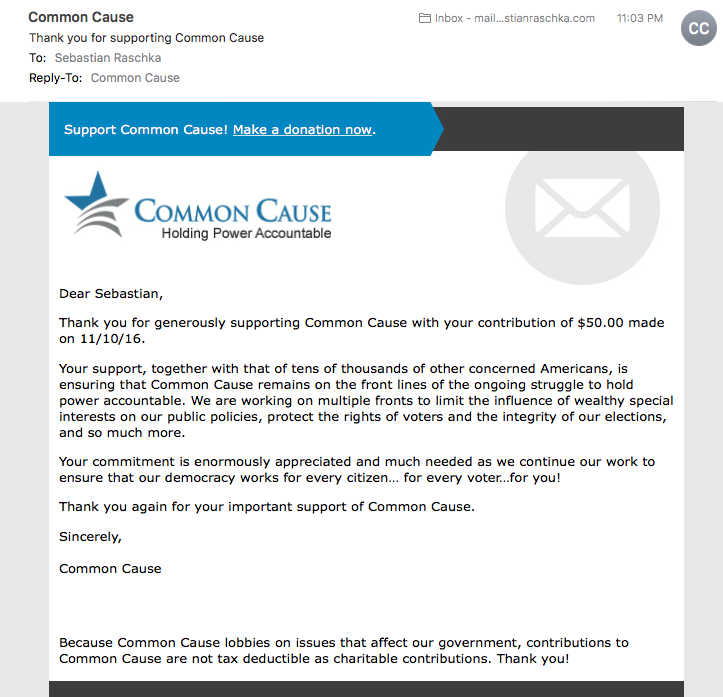 Common Cause
Inbox - mail...stianraschka.com
11:03 PM
CC
Thank you for supporting Common Cause
To: Sebastian Raschka
Reply-To: Common Cause
Support Common Cause! Make a donation now.
COMMON CAUSE
Holding Power Accountable
Dear Sebastian,
Thank you for generously supporting Common Cause with your contribution of $50.00 made
on 11/10/16.
Your support, together with that of tens of thousands of other concerned Americans, is
ensuring that Common Cause remains on the front lines of the ongoing struggle to hold
power accountable. We are working on multiple fronts to limit the influence of wealthy special
interests on our public policies, protect the rights of voters and the integrity of our elections,
and so much more.
Your commitment is enormously appreciated and much needed as we continue our work to
ensure that our democracy works for every citizen... for every voter...for you!
Thank you again for your important support of Common Cause.
Sincerely,
Common Cause
Because Common Cause lobbies on issues that affect our government, contributions to
Common Cause are not tax deductible as charitable contributions. Thank you!